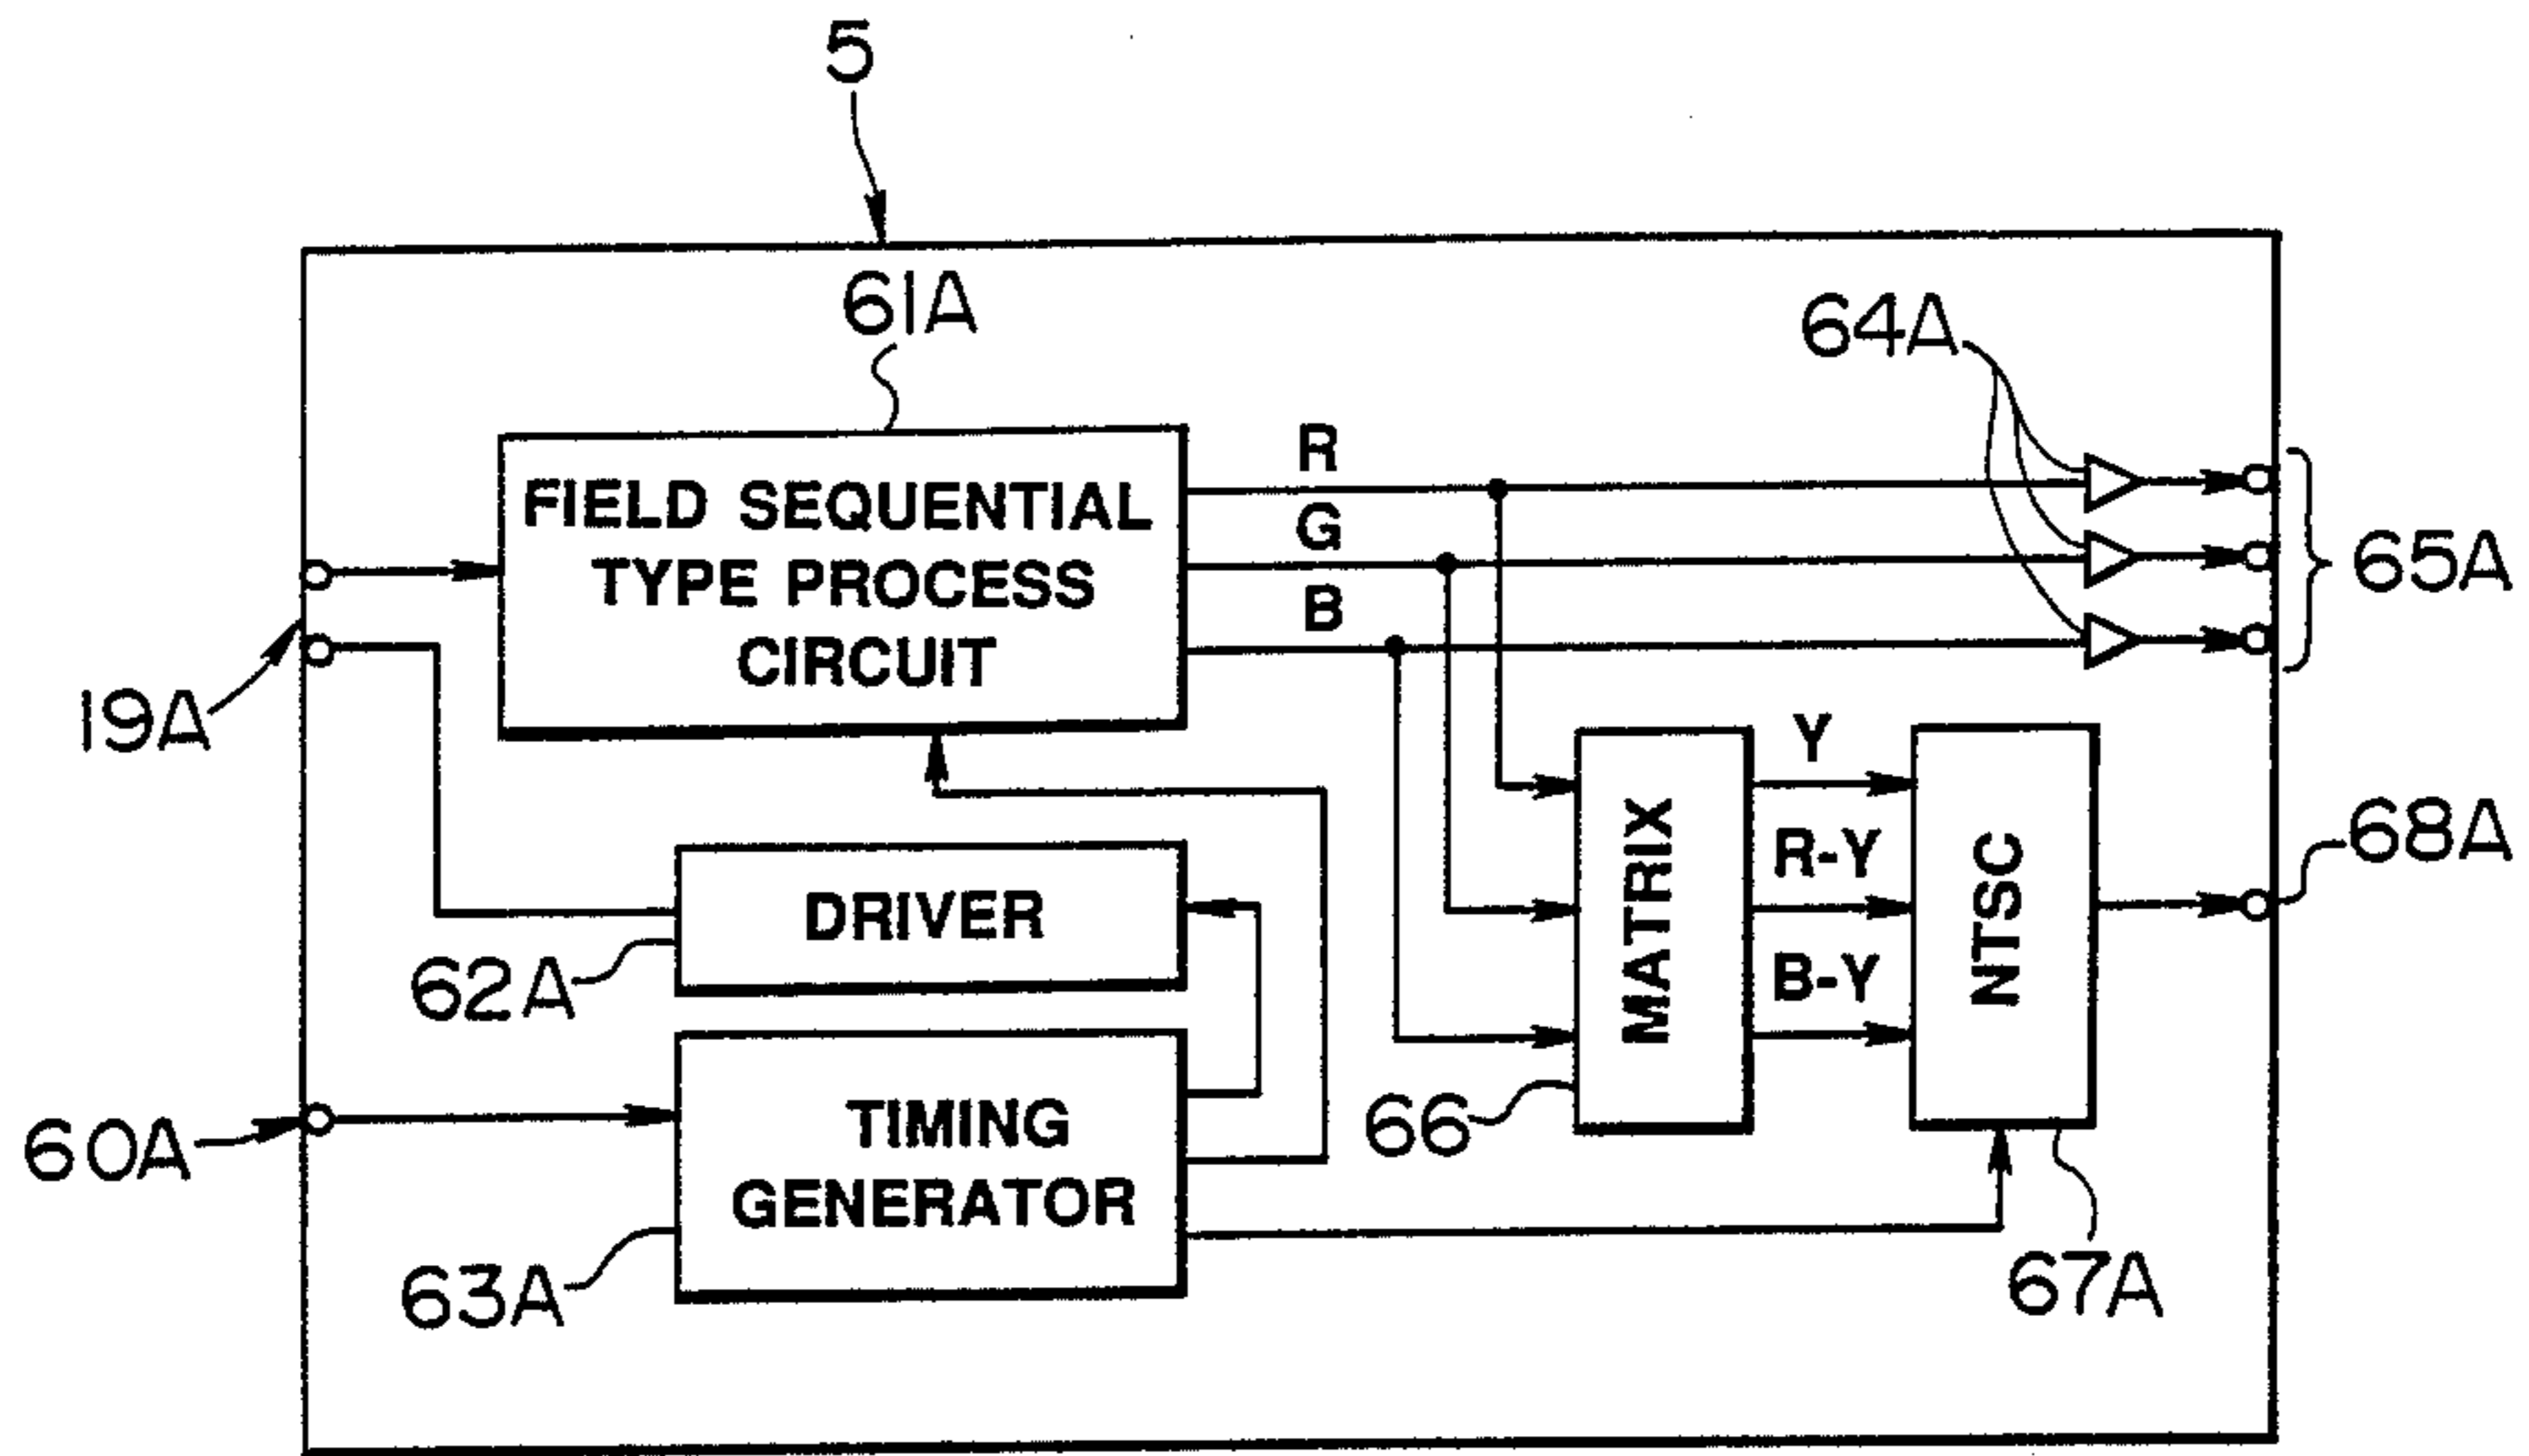 5
61A
64A
R
FIELD SEQUENTIAL
TYPE PROCESS
CIRCUIT
G
B
65A
19A
Y
MATRIX
R-Y
B-Y
NTSC
68A
DRIVER
62A
60A
TIMING
GENERATOR
66
63A
67A